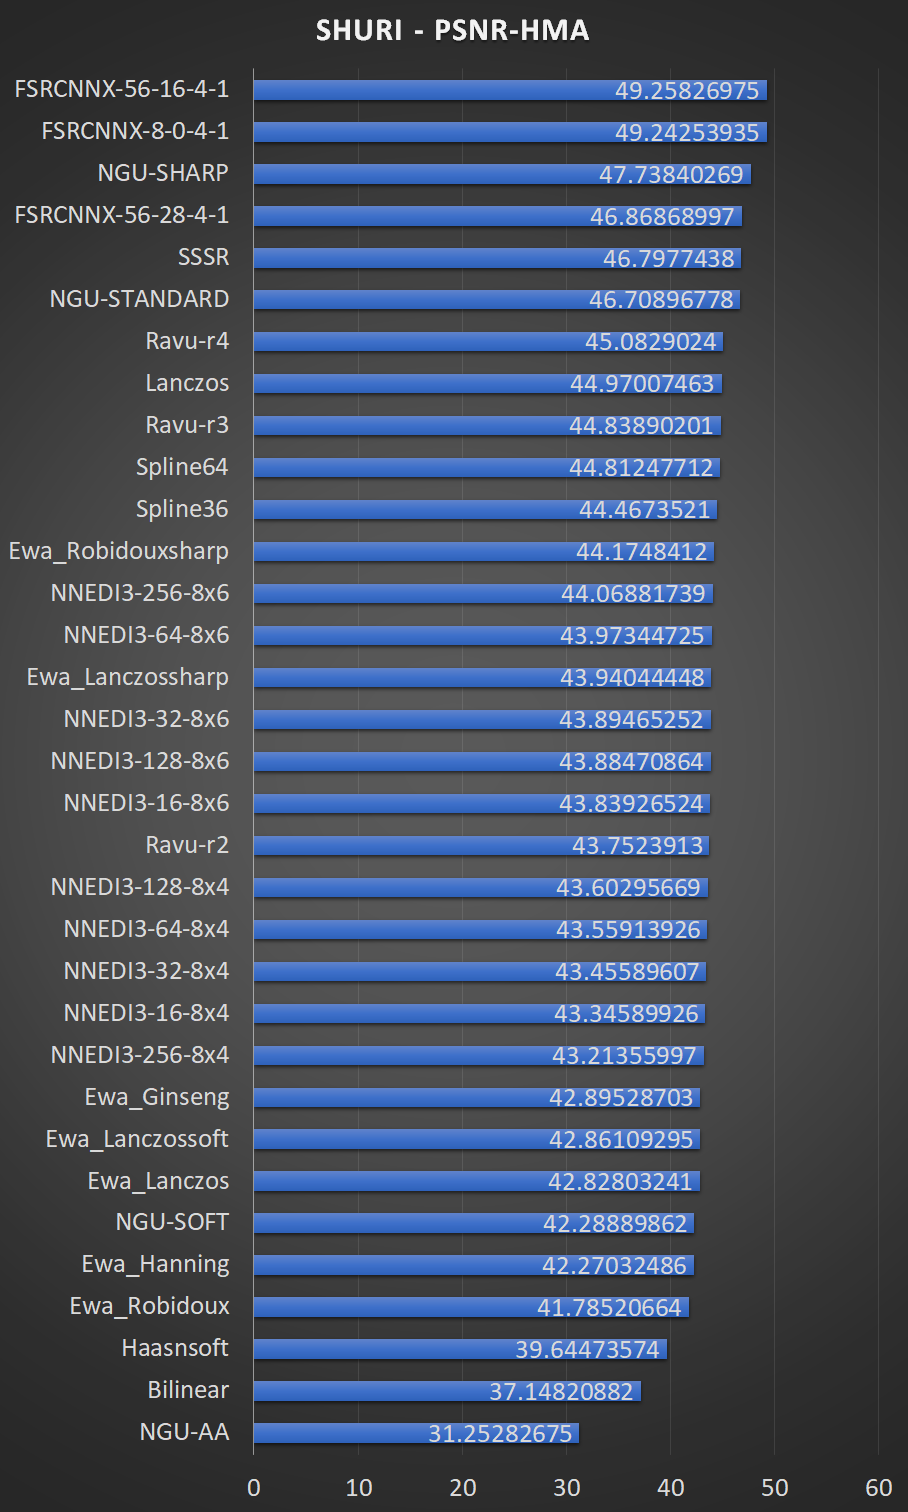 SHURI - PSNR-HMA
FSRCNNX-56-16-4-1 49.25826975
FSRCNNX-8-0-4-1 49.24253935
NGU-SHARP 47.73840269
FSRCNNX-56-28-4-1 46.86868997
SSSR 46.7977438
NGU-STANDARD 46.70896778
Ravu-r4 45.0829024
Lanczos 44.97007463
Ravu-r3 44.83890201
Spline64 44.81247712
Spline36 44.4673521
Ewa_Robidouxsharp 44.1748412
NNEDI3-256-8x6 44.06881739
NNEDI3-64-8x6 43.97344725
Ewa_Lanczossharp 43.94044448
NNEDI3-32-8x6 43.89465252
NNEDI3-128-8x6 43.88470864
NNEDI3-16-8x6 43.83926524
Ravu-r2 43.7523913
NNEDI3-128-8x4 43.60295669
NNEDI3-64-8x4 43.55913926
NNEDI3-32-8x4 43.45589607
NNEDI3-16-8x4 43.34589926
NNEDI3-256-8x4 43.21355997
Ewa_Ginseng 42.89528703
Ewa_Lanczossoft 42.86109295
Ewa_Lanczos 42.82803241
NGU-SOFT 42.28889862
Ewa_Hanning 42.27032486
Ewa_Robidoux 41.78520664
Haasnsoft 39.64473574
Bilinear 37.14820882
NGU-AA 31.25282675
0 10 20 30 40 50 60